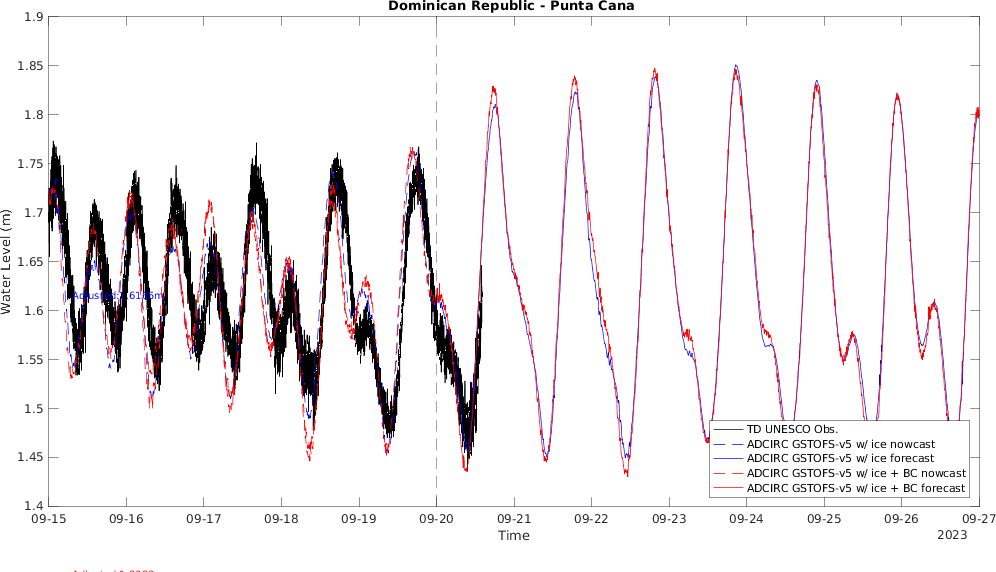 Dominican Republic - Punta Cana
1.9
1.85
1.8
1.75
1.7
1.65
1.6
1.55
1.5
1.45
1.4
Water Level (m)
TD UNESCO Obs.
ADCIRC GSTOFS-v5 w/ ice nowcast
ADCIRC GSTOFS-v5 w/ ice forecast
ADCIRC GSTOFS-v5 w/ ice + BC nowcast
ADCIRC GSTOFS-v5 w/ ice + BC forecast
09-15 09-16 09-17 09-18 09-19 09-20 09-21 09-22 09-23 09-24 09-25 09-26 09-27
Time
2023